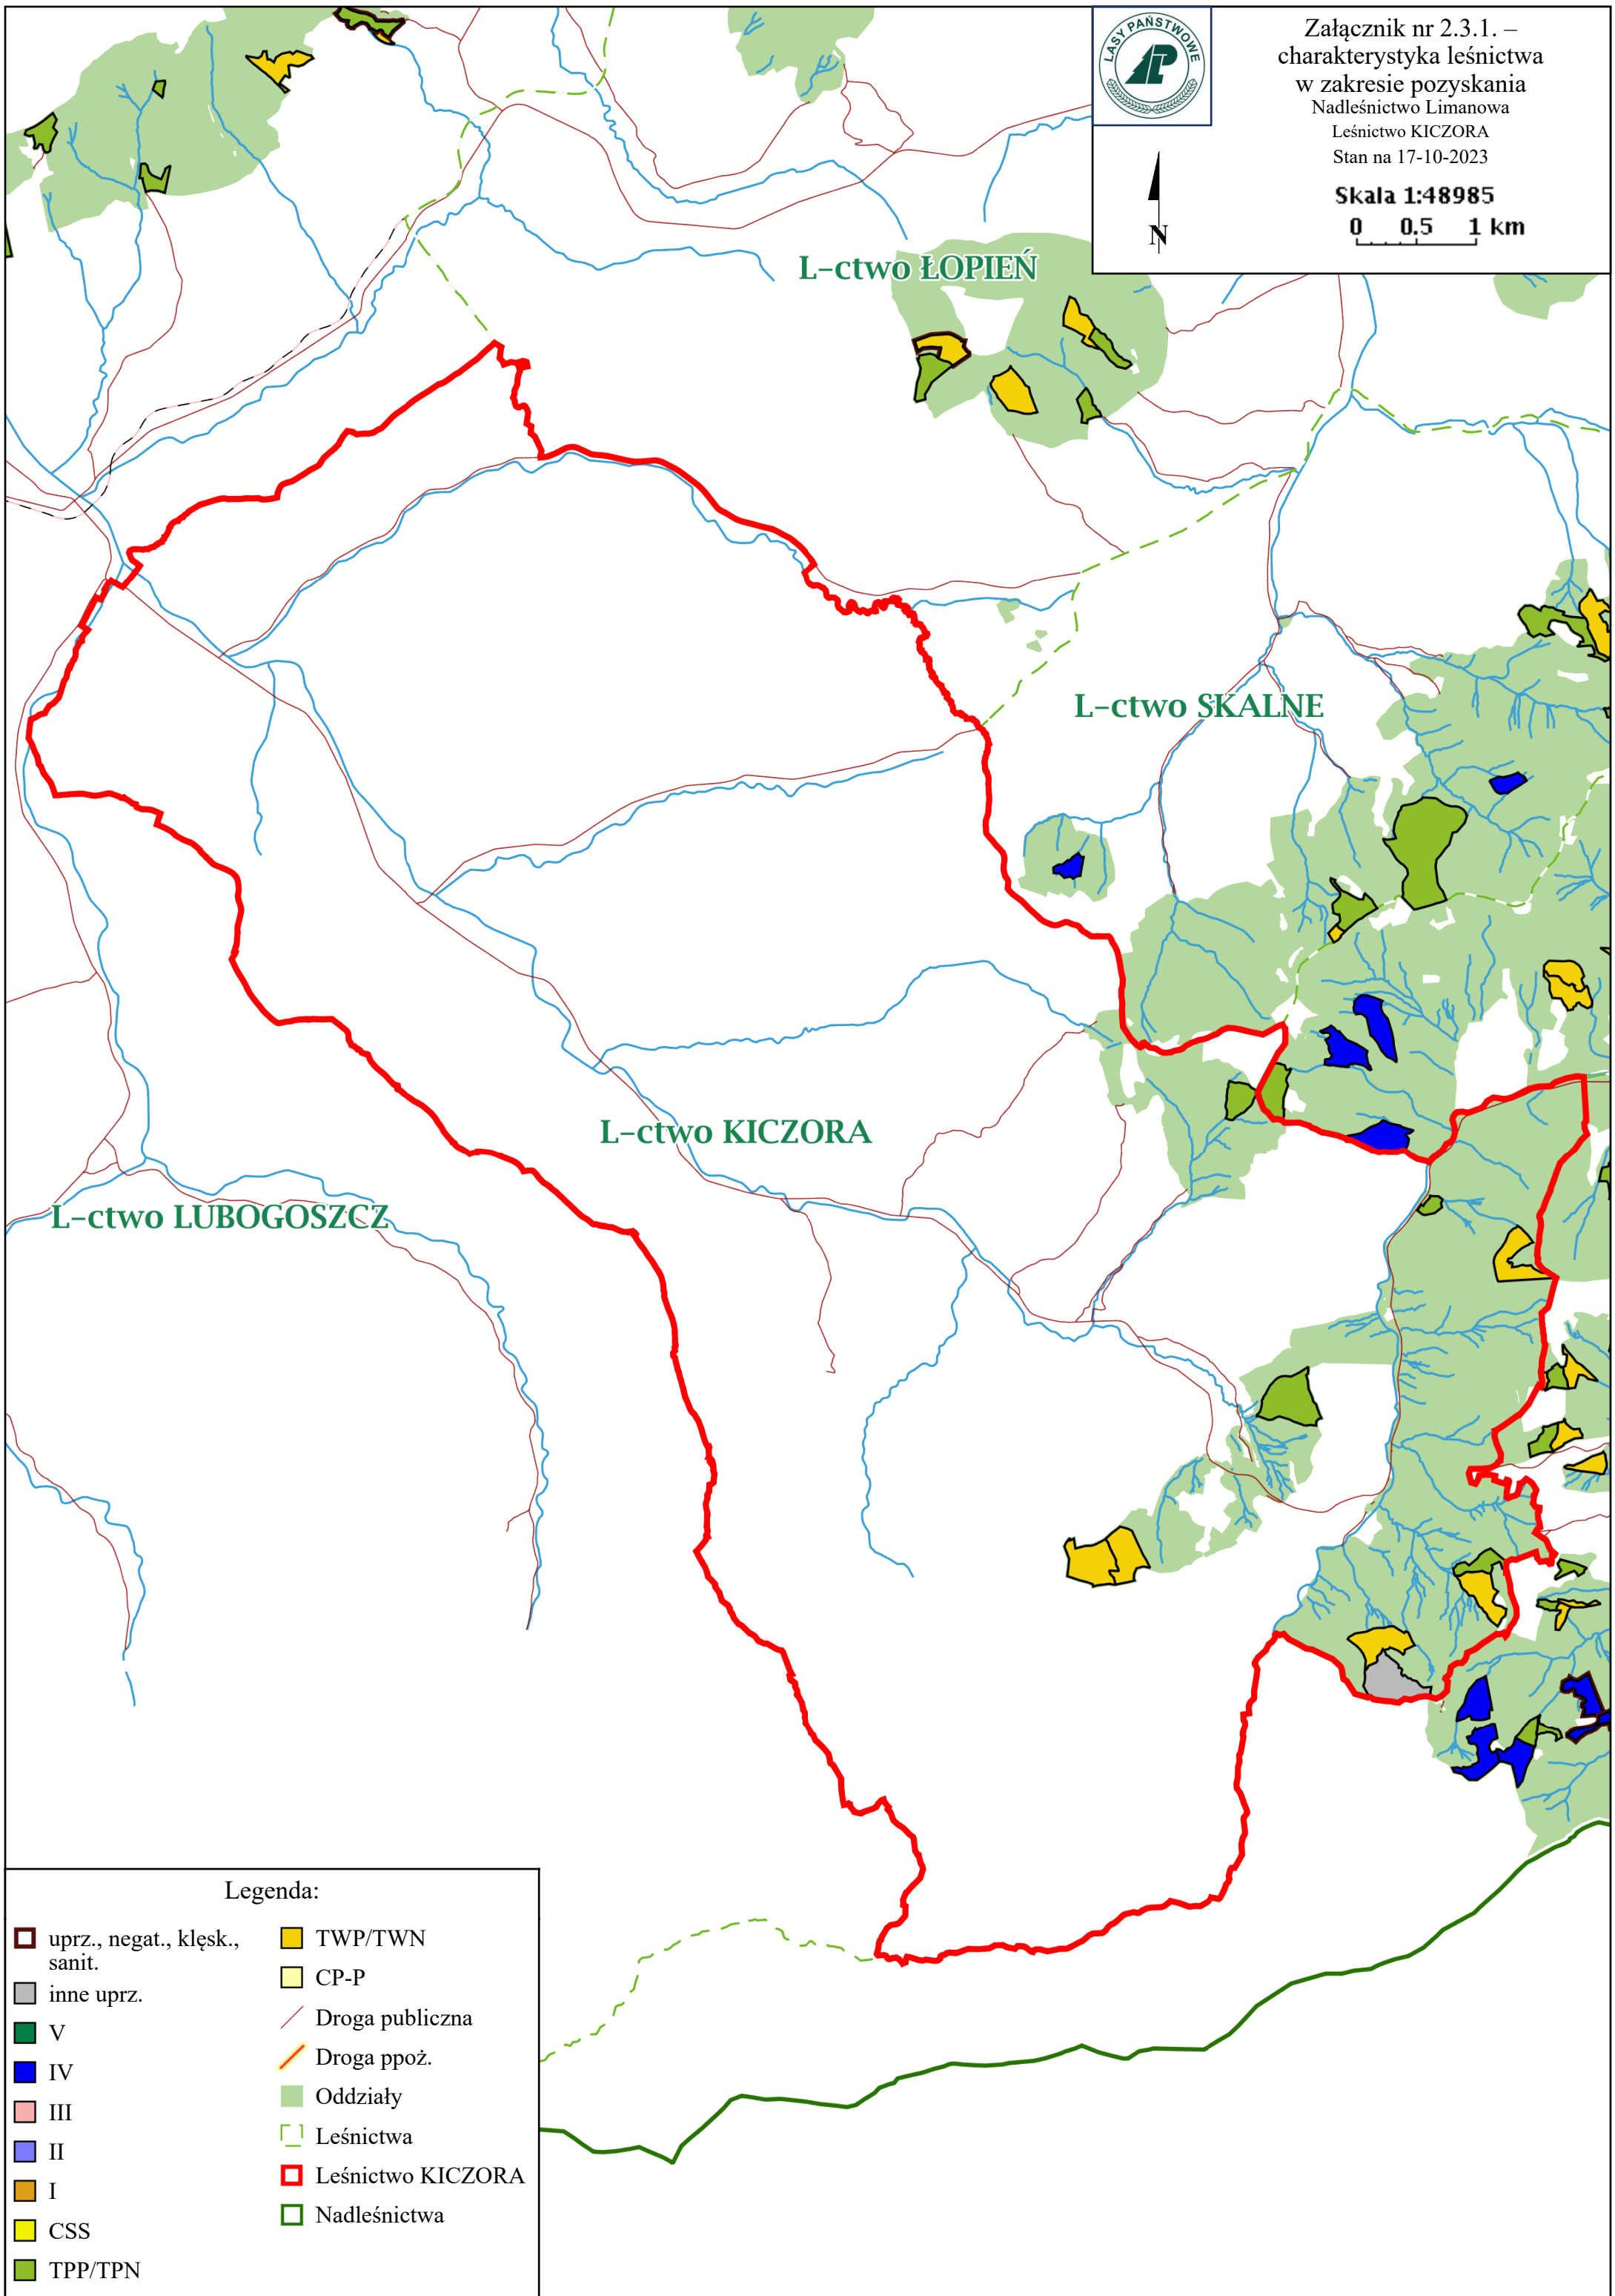 LASY PAŃSTWOWE
LP
Załącznik nr 2.3.1. –
charakterystyka leśnictwa
w zakresie pozyskania
Nadleśnictwo Limanowa
Leśnictwo KICZORA
Stan na 17-10-2023
Skala 1:48985
0 0.5 1 km
N
L-ctwo ŁOPIEŃ
L-ctwo SKALNE
L-ctwo KICZORA
L-ctwo LUBOGOSZCZ
Legenda:
uprz., negat., klęsk.,
sanit.
inne uprz.
V
IV
III
II
I
CSS
TPP/TPN
TWP/TWN
CP-P
Droga publiczna
Droga ppoż.
Oddziały
Leśnictwa
Leśnictwo KICZORA
Nadleśnictwa